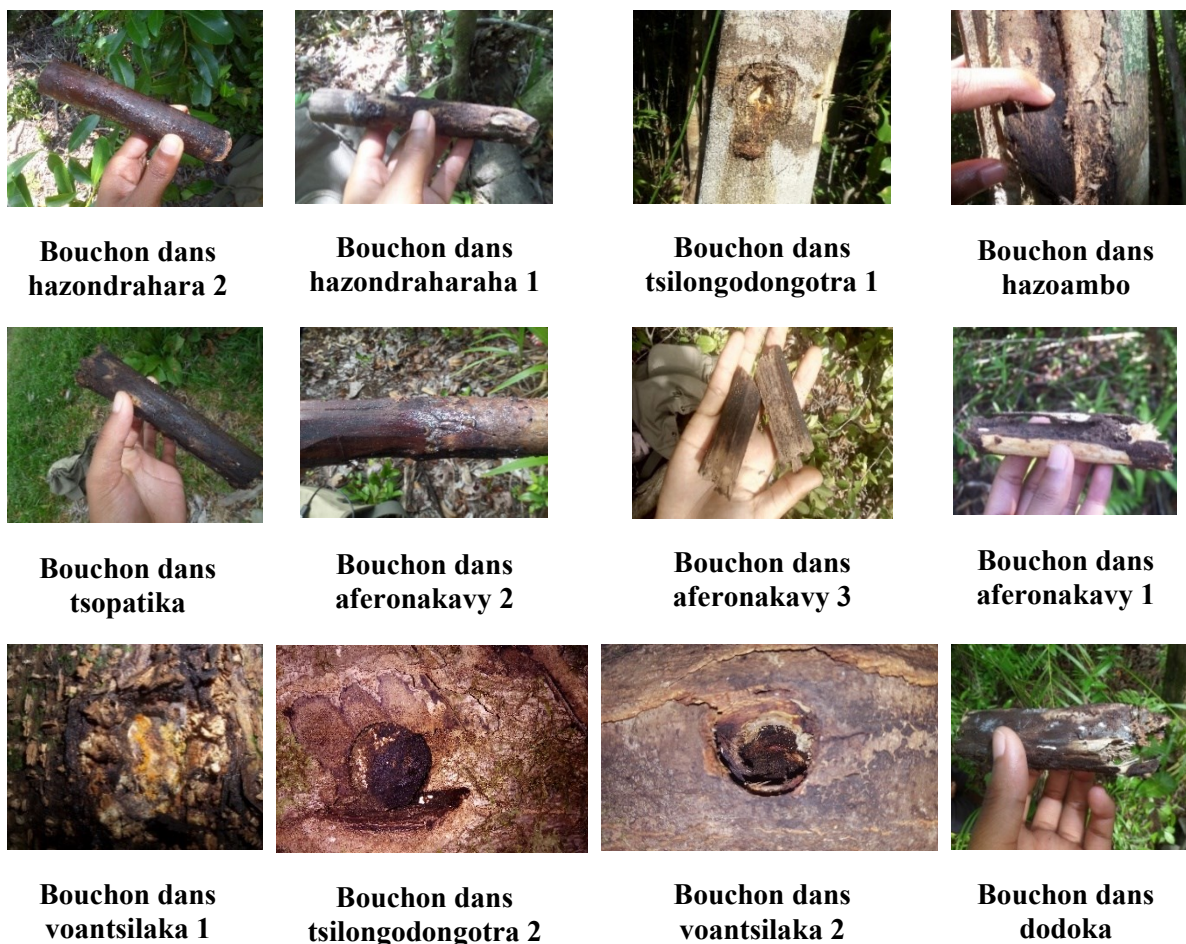 Bouchon dans
hazondrahara 2
Bouchon dans
hazondraharaha 1
Bouchon dans
tsilongodongotra 1
Bouchon dans
hazoambo
Bouchon dans
tsopatika
Bouchon dans
aferonakavy 2
Bouchon dans
aferonakavy 3
Bouchon dans
aferonakavy 1
Bouchon dans
voantsilaka 1
Bouchon dans
tsilongodongotra 2
Bouchon dans
voantsilaka 2
Bouchon dans
dodoka